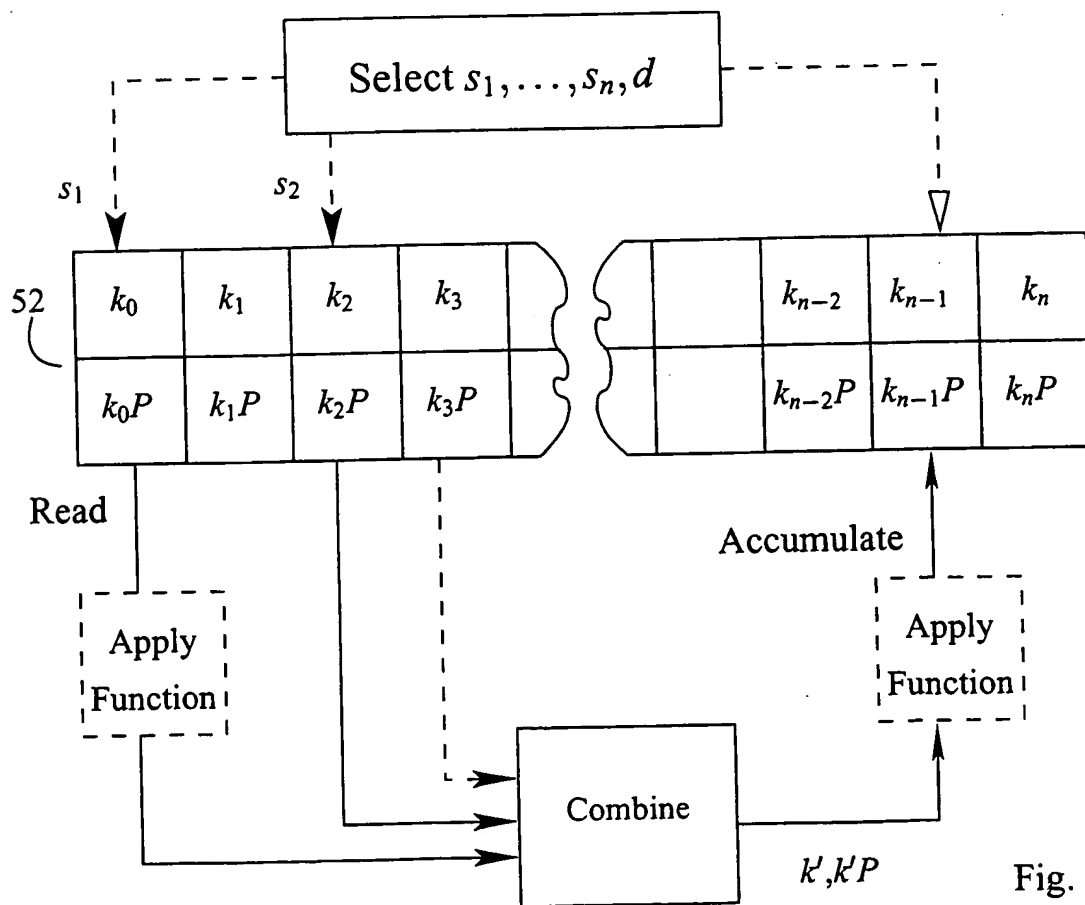 Select s₁,…,sₙ,d
s₁ s₂
52
k₀ k₁ k₂ k₃ kₙ₋₂ kₙ₋₁ kₙ
k₀P k₁P k₂P k₃P kₙ₋₂P kₙ₋₁P kₙP
Read
Accumulate
Apply
Function
Apply
Function
Combine
k′,k′P
Fig.